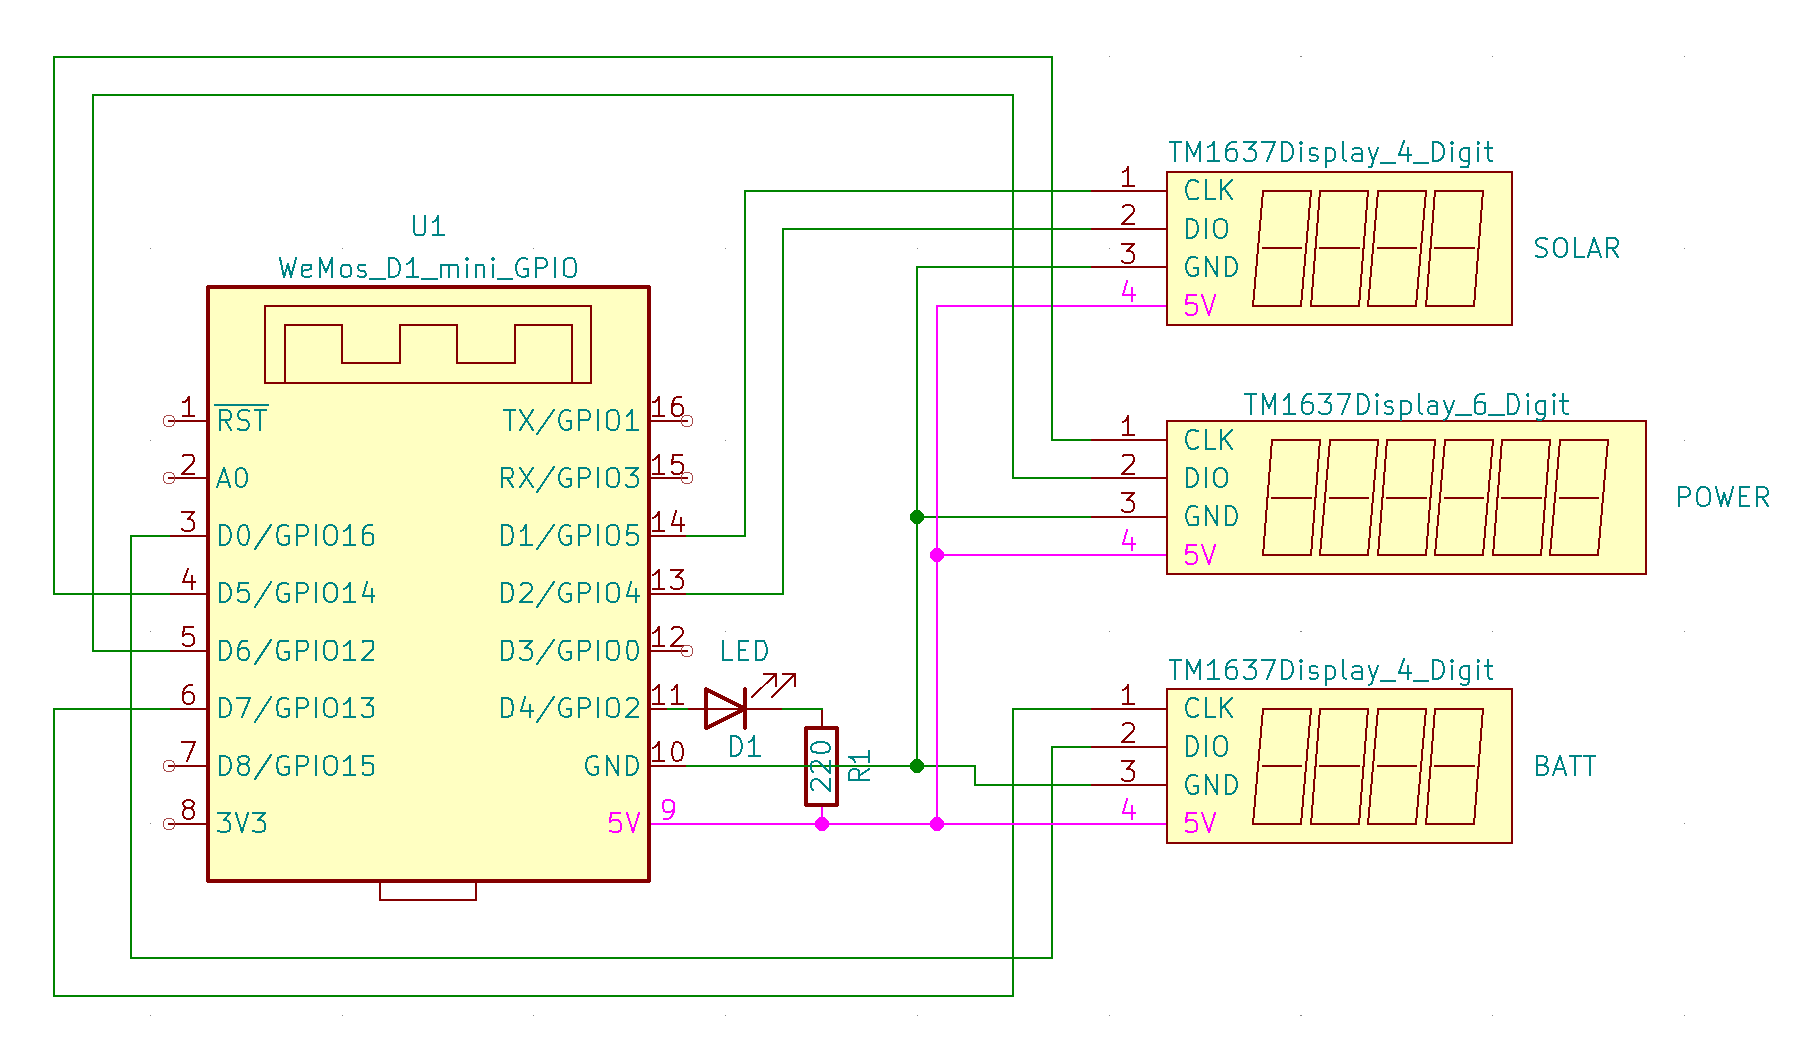 U1
WeMos_D1_mini_GPIO
1 RST
2 A0
3 D0/GPIO16
4 D5/GPIO14
5 D6/GPIO12
6 D7/GPIO13
7 D8/GPIO15
8 3V3
TX/GPIO1 16
RX/GPIO3 15
D1/GPIO5 14
D2/GPIO4 13
D3/GPIO0 12
D4/GPIO2 11
GND 10
5V 9
LED
D1
220
R1
TM1637Display_4_Digit
1 CLK
2 DIO
3 GND
4 5V
SOLAR
TM1637Display_6_Digit
1 CLK
2 DIO
3 GND
4 5V
POWER
TM1637Display_4_Digit
1 CLK
2 DIO
3 GND
4 5V
BATT